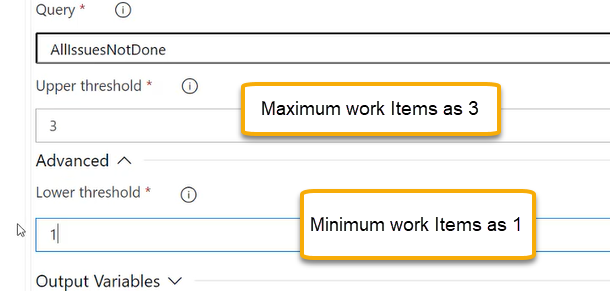 Query *
AllIssuesNotDone
Upper threshold *
3
Maximum work Items as 3
Advanced
Lower threshold *
1
Minimum work Items as 1
Output Variables